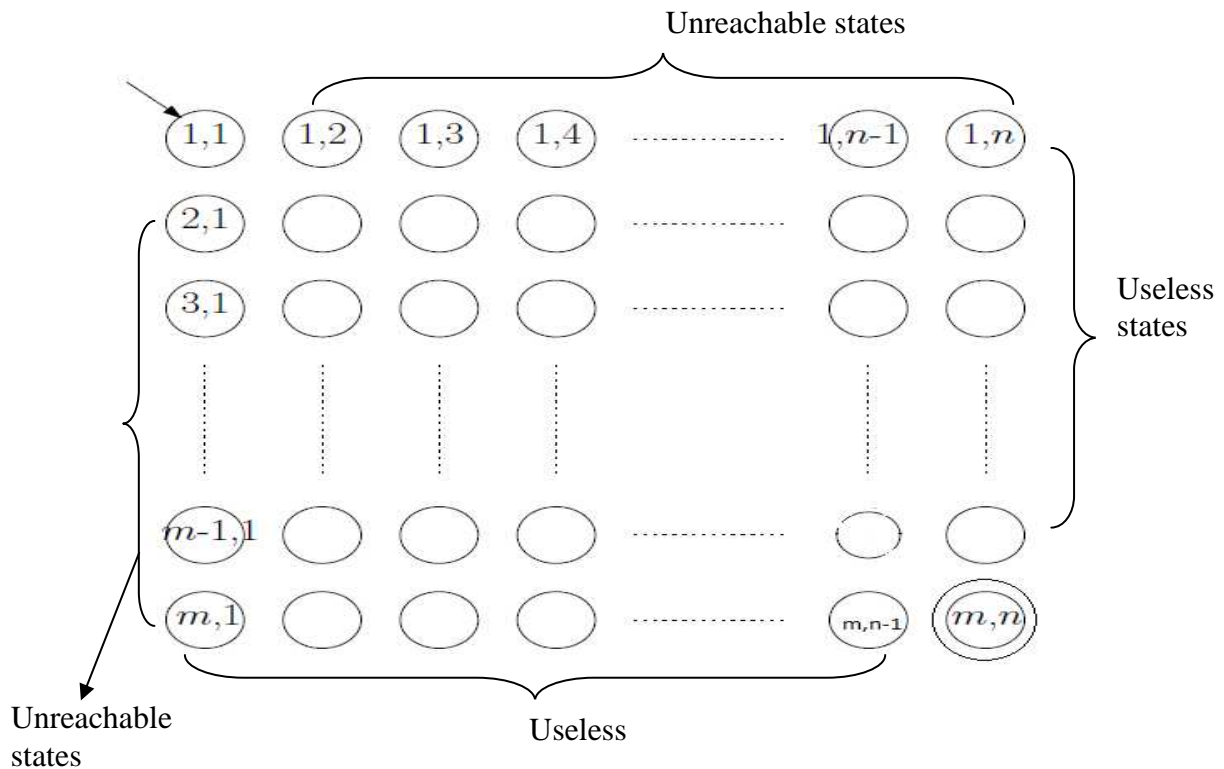 Unreachable states
1,1 1,2 1,3 1,4 1,n-1 1,n
2,1
3,1
Useless
states
m-1,1
m,1 m,n-1 m,n
Unreachable
states
Useless